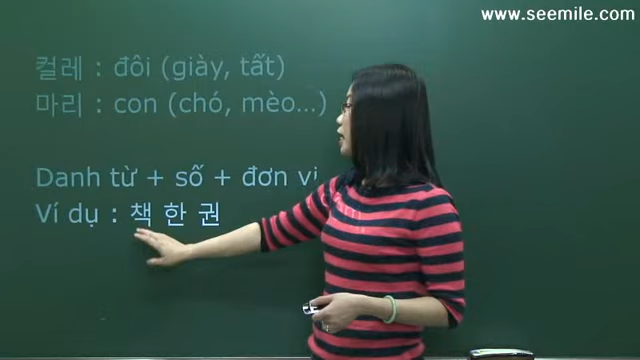 www.seemile.com
컬레 : đôi (giày, tất)
마리 : con (chó, mèo...)
Danh từ + số + đơn vị
Ví dụ : 책 한 권